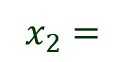 x₂ =